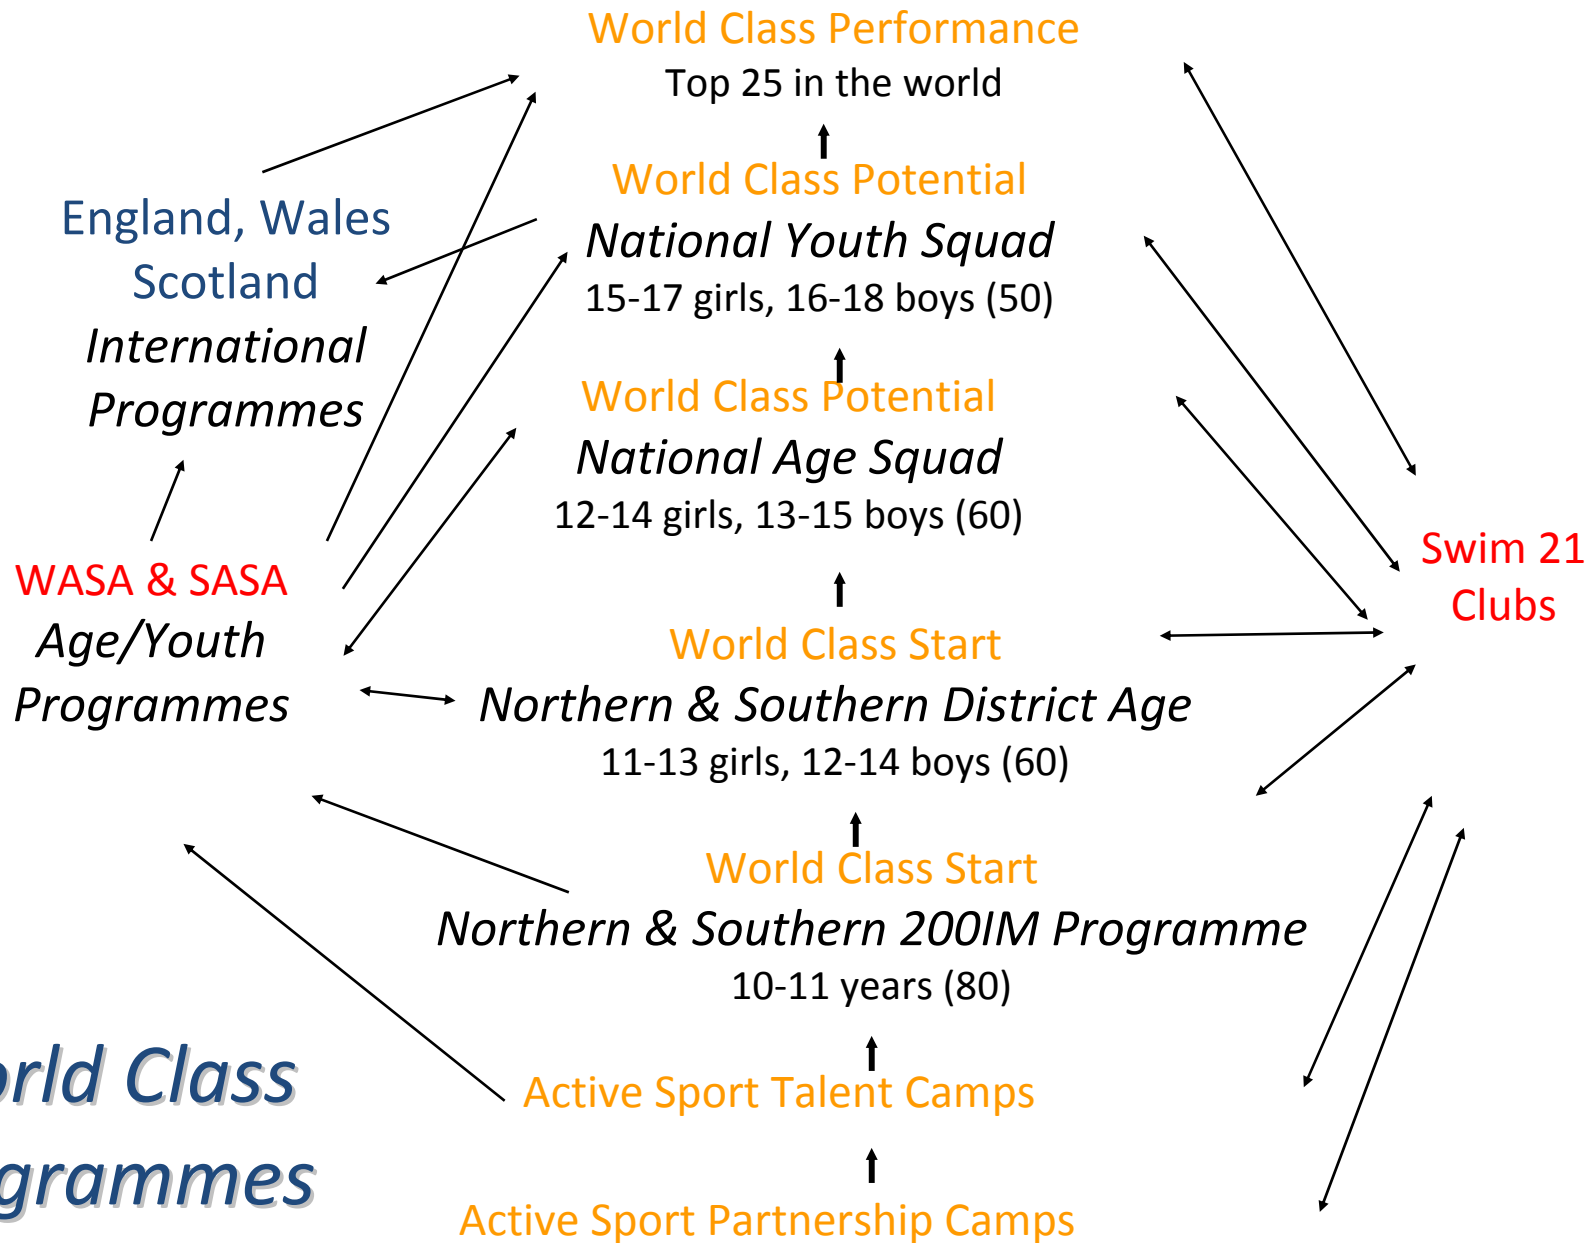 World Class Performance
Top 25 in the world
World Class Potential
National Youth Squad
15-17 girls, 16-18 boys (50)
England, Wales
Scotland
International
Programmes
World Class Potential
National Age Squad
12-14 girls, 13-15 boys (60)
Swim 21
Clubs
WASA & SASA
Age/Youth
Programmes
World Class Start
Northern & Southern District Age
11-13 girls, 12-14 boys (60)
World Class Start
Northern & Southern 200IM Programme
10-11 years (80)
Active Sport Talent Camps
Active Sport Partnership Camps
orld Class
grammes